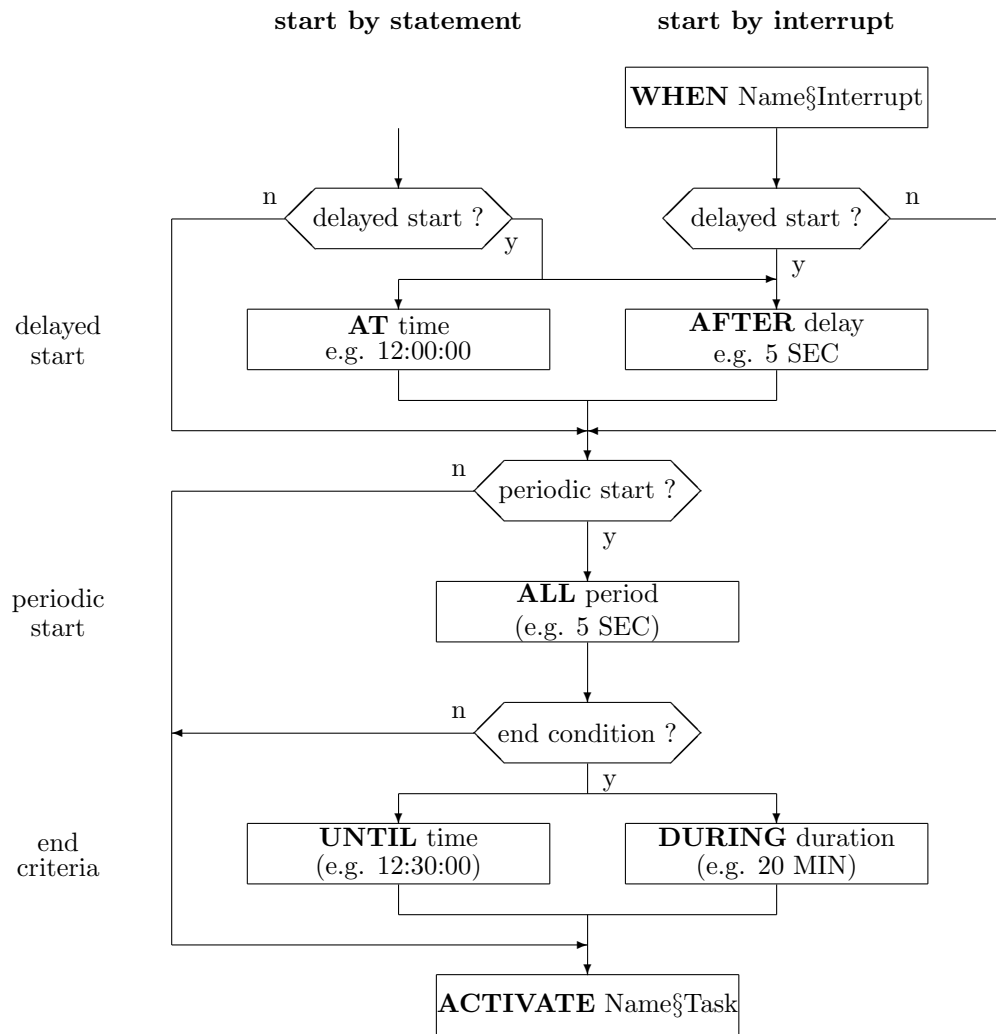 start by statement
start by interrupt
WHEN Name§Interrupt
n
delayed start ?
y
delayed start ?
n
y
delayed
start
AT time
e.g. 12:00:00
AFTER delay
e.g. 5 SEC
n
periodic start ?
y
periodic
start
ALL period
(e.g. 5 SEC)
n
end condition ?
y
end
criteria
UNTIL time
(e.g. 12:30:00)
DURING duration
(e.g. 20 MIN)
ACTIVATE Name§Task